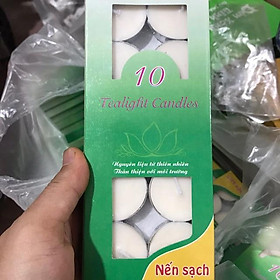 10
Tealight Candles
Nguyên liệu từ thiên nhiên
Thân thiện với môi trường
Nến sạch